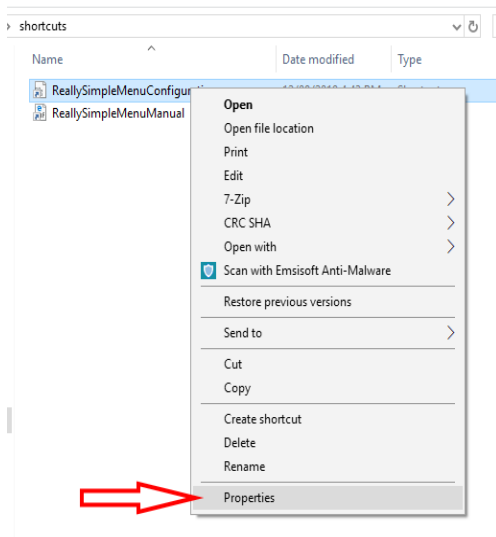 shortcuts
Name Date modified Type
ReallySimpleMenuConfigur
ReallySimpleMenuManual
Open
Open file location
Print
Edit
7-Zip
CRC SHA
Open with
Scan with Emsisoft Anti-Malware
Restore previous versions
Send to
Cut
Copy
Create shortcut
Delete
Rename
Properties